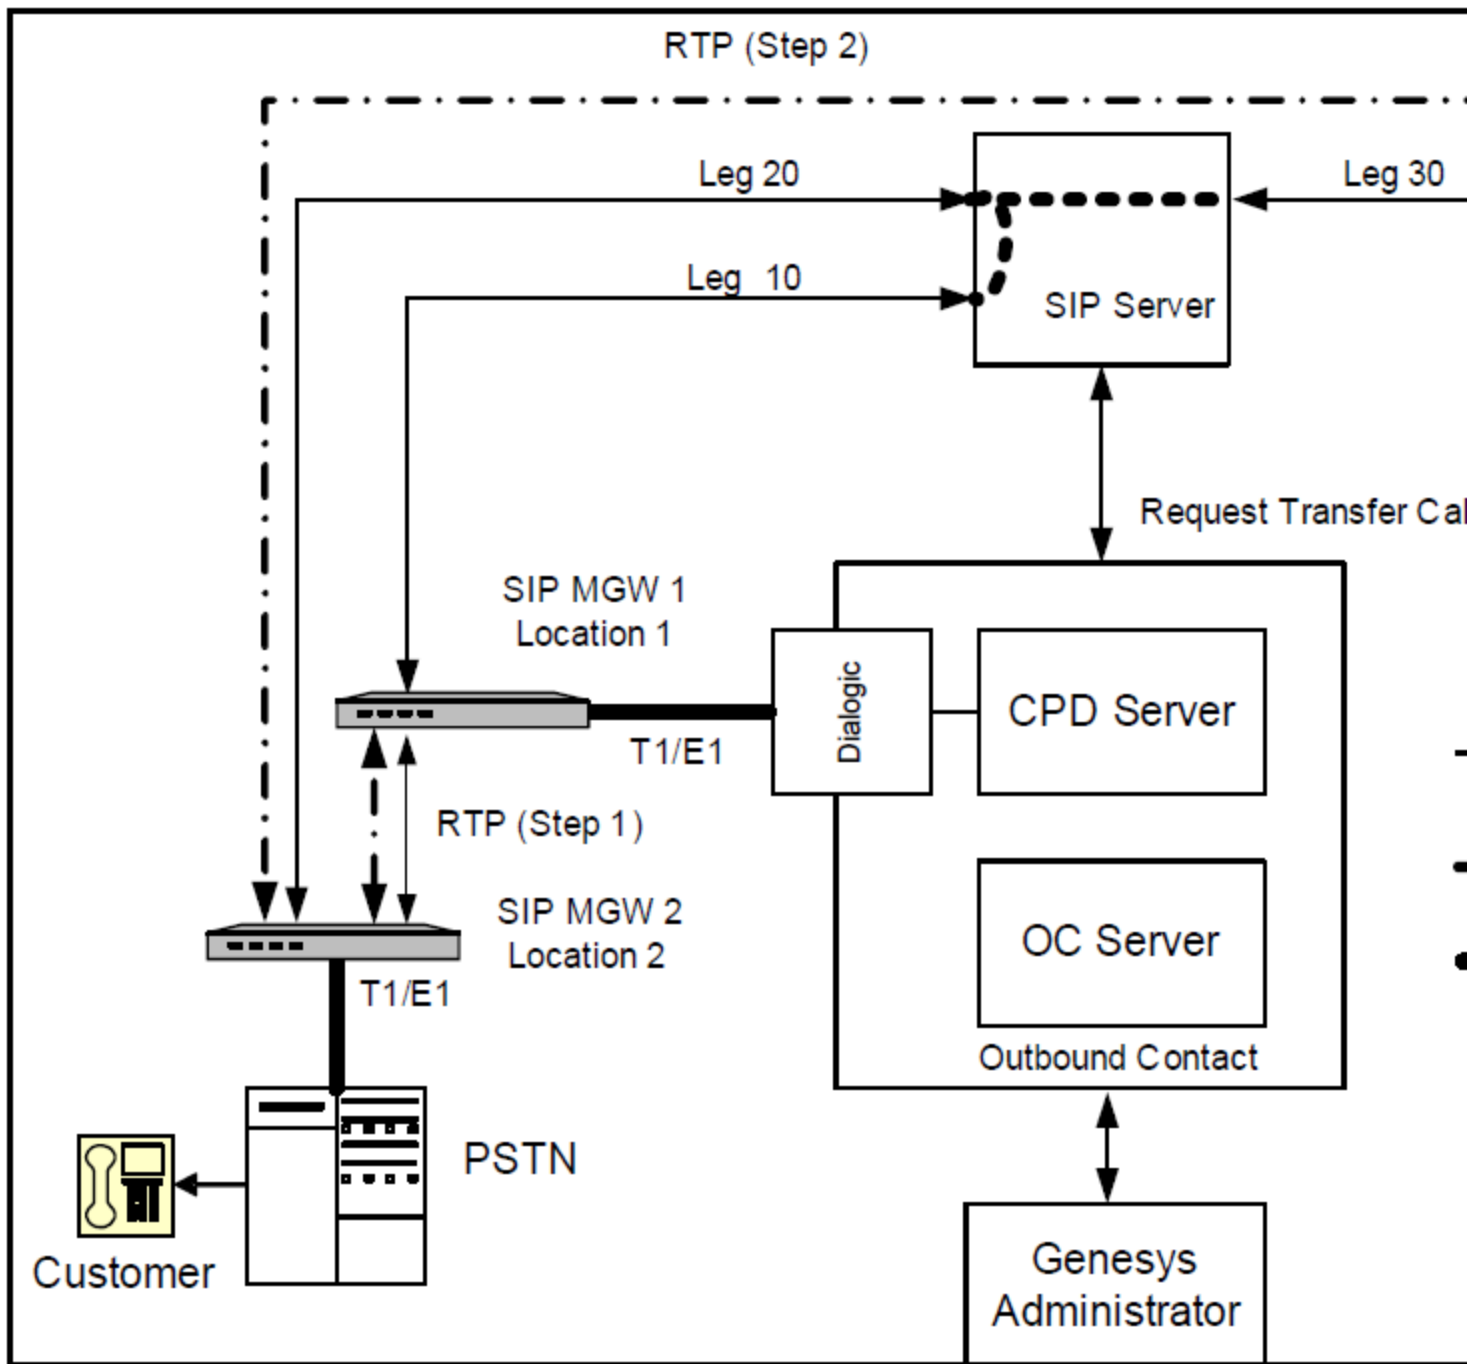 RTP (Step 2)
Leg 20
Leg 30
Leg 10
SIP Server
Request Transfer Cal
SIP MGW 1
Location 1
Dialogic
CPD Server
T1/E1
RTP (Step 1)
SIP MGW 2
Location 2
OC Server
T1/E1
Outbound Contact
PSTN
Customer
Genesys
Administrator